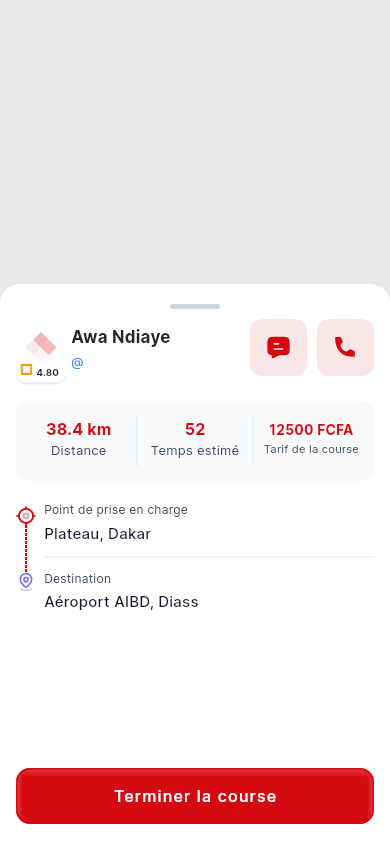 Awa Ndiaye
@
4.80
38.4 km
Distance
52
Temps estimé
12500 FCFA
Tarif de la course
Point de prise en charge
Plateau, Dakar
Destination
Aéroport AIBD, Diass
Terminer la course